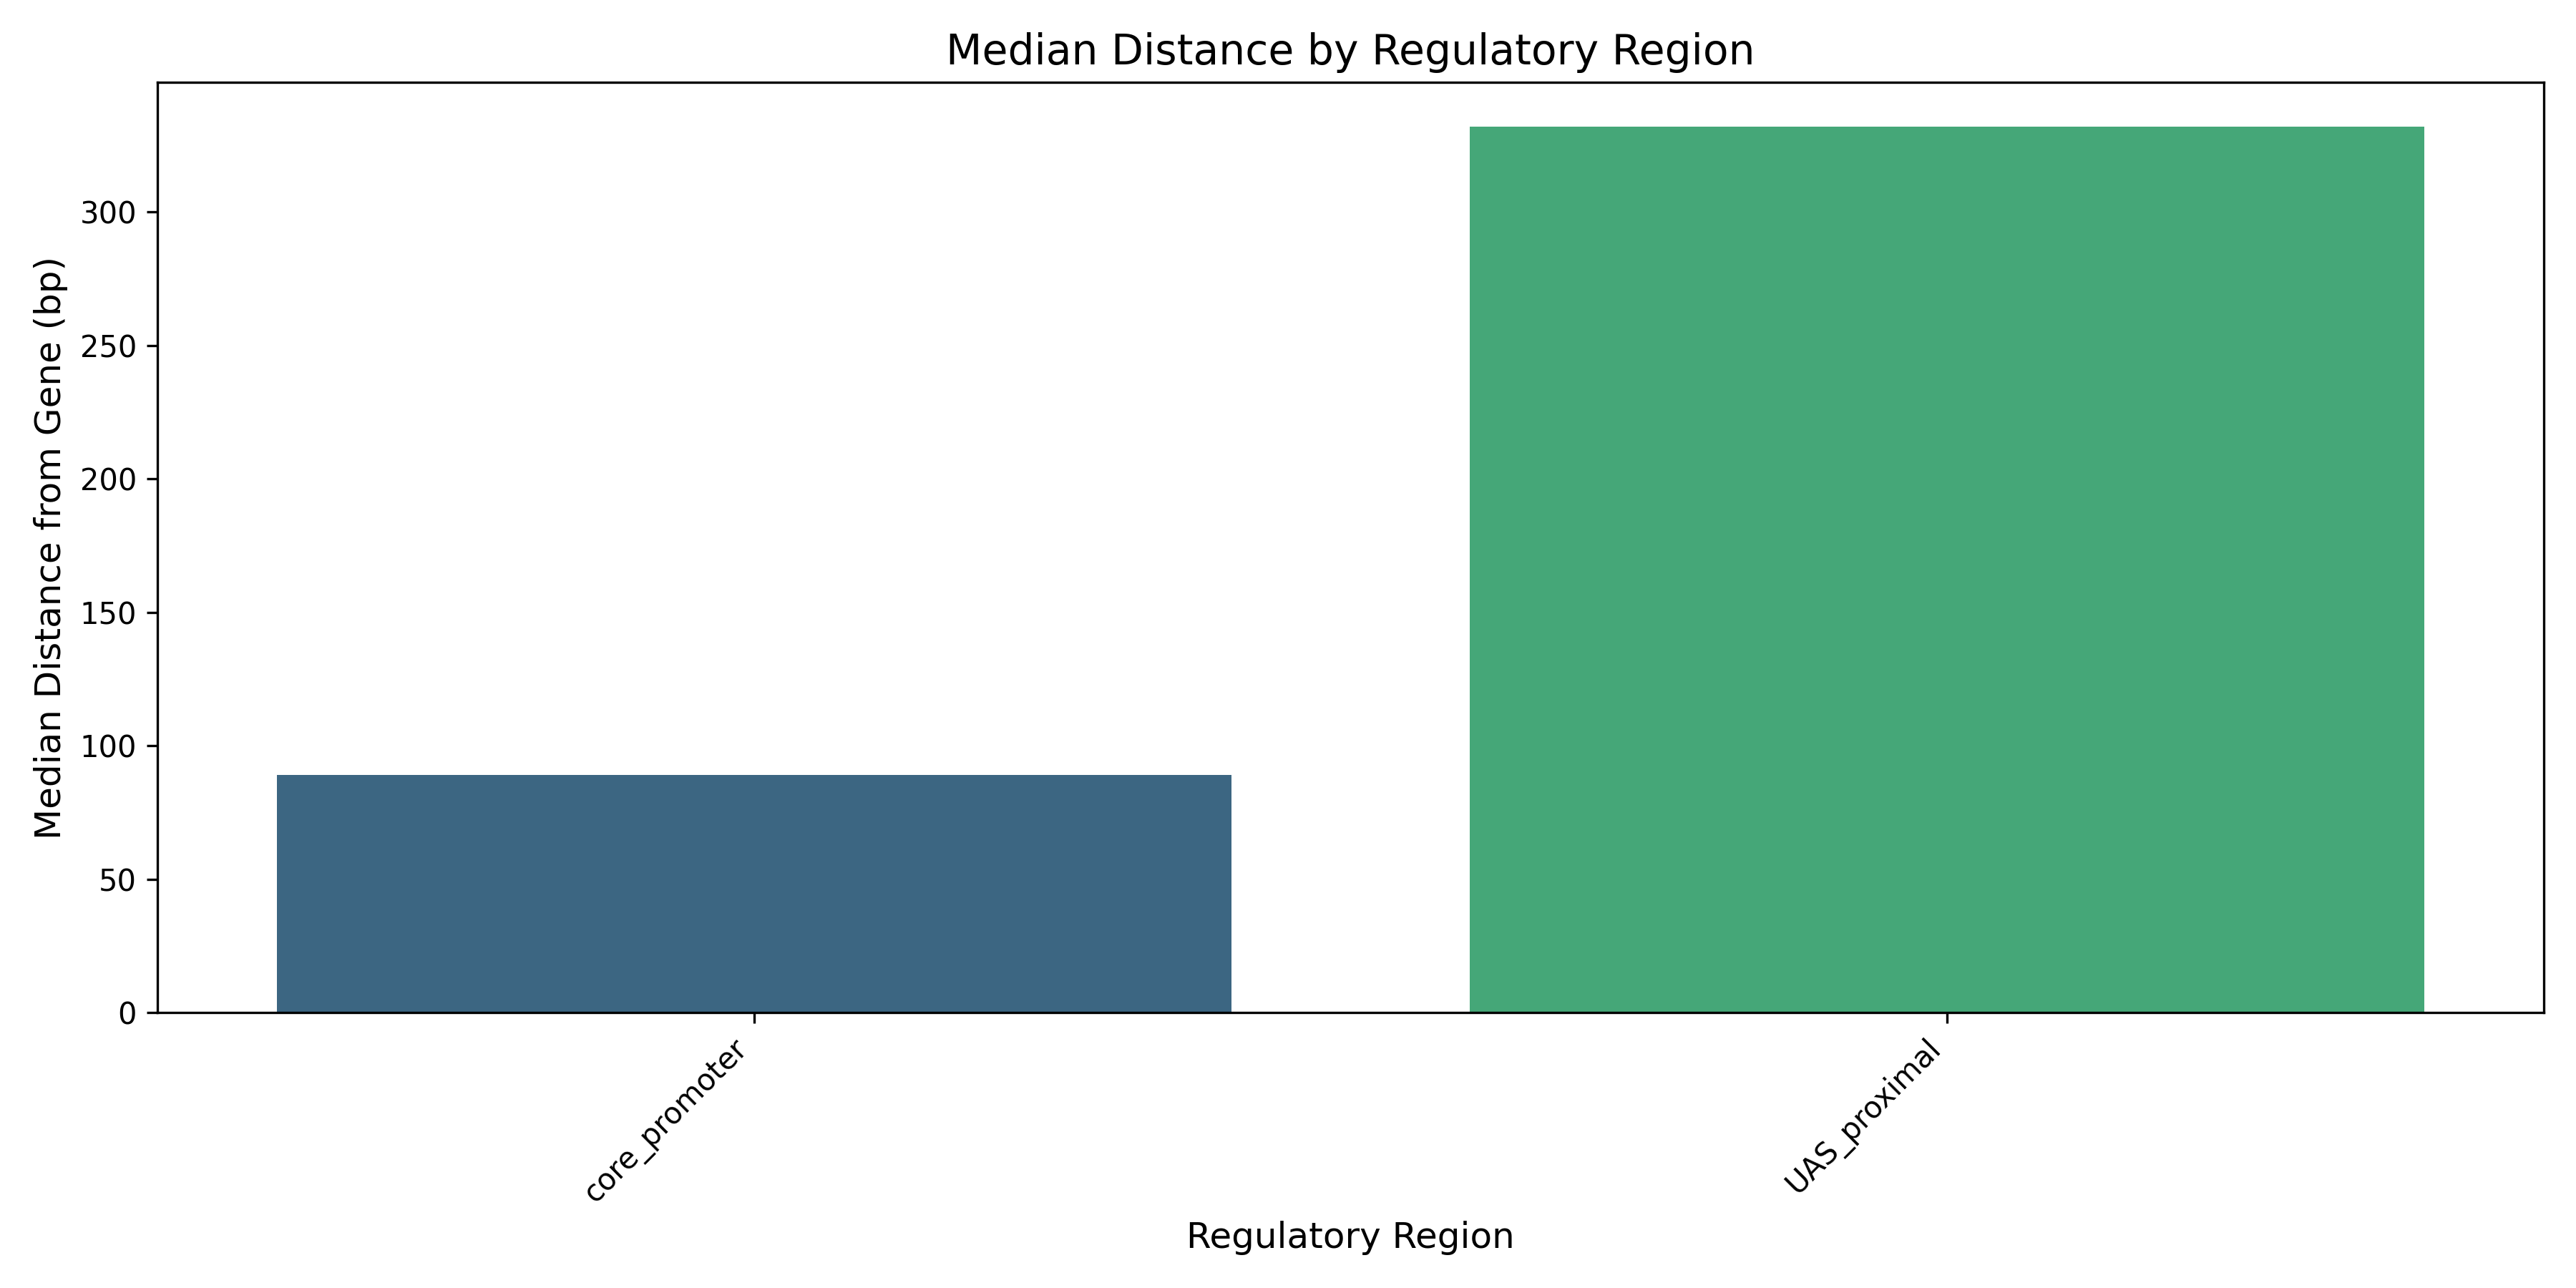 Median Distance by Regulatory Region
Median Distance from Gene (bp)
300
250
200
150
100
50
0
core_promoter
UAS_proximal
Regulatory Region